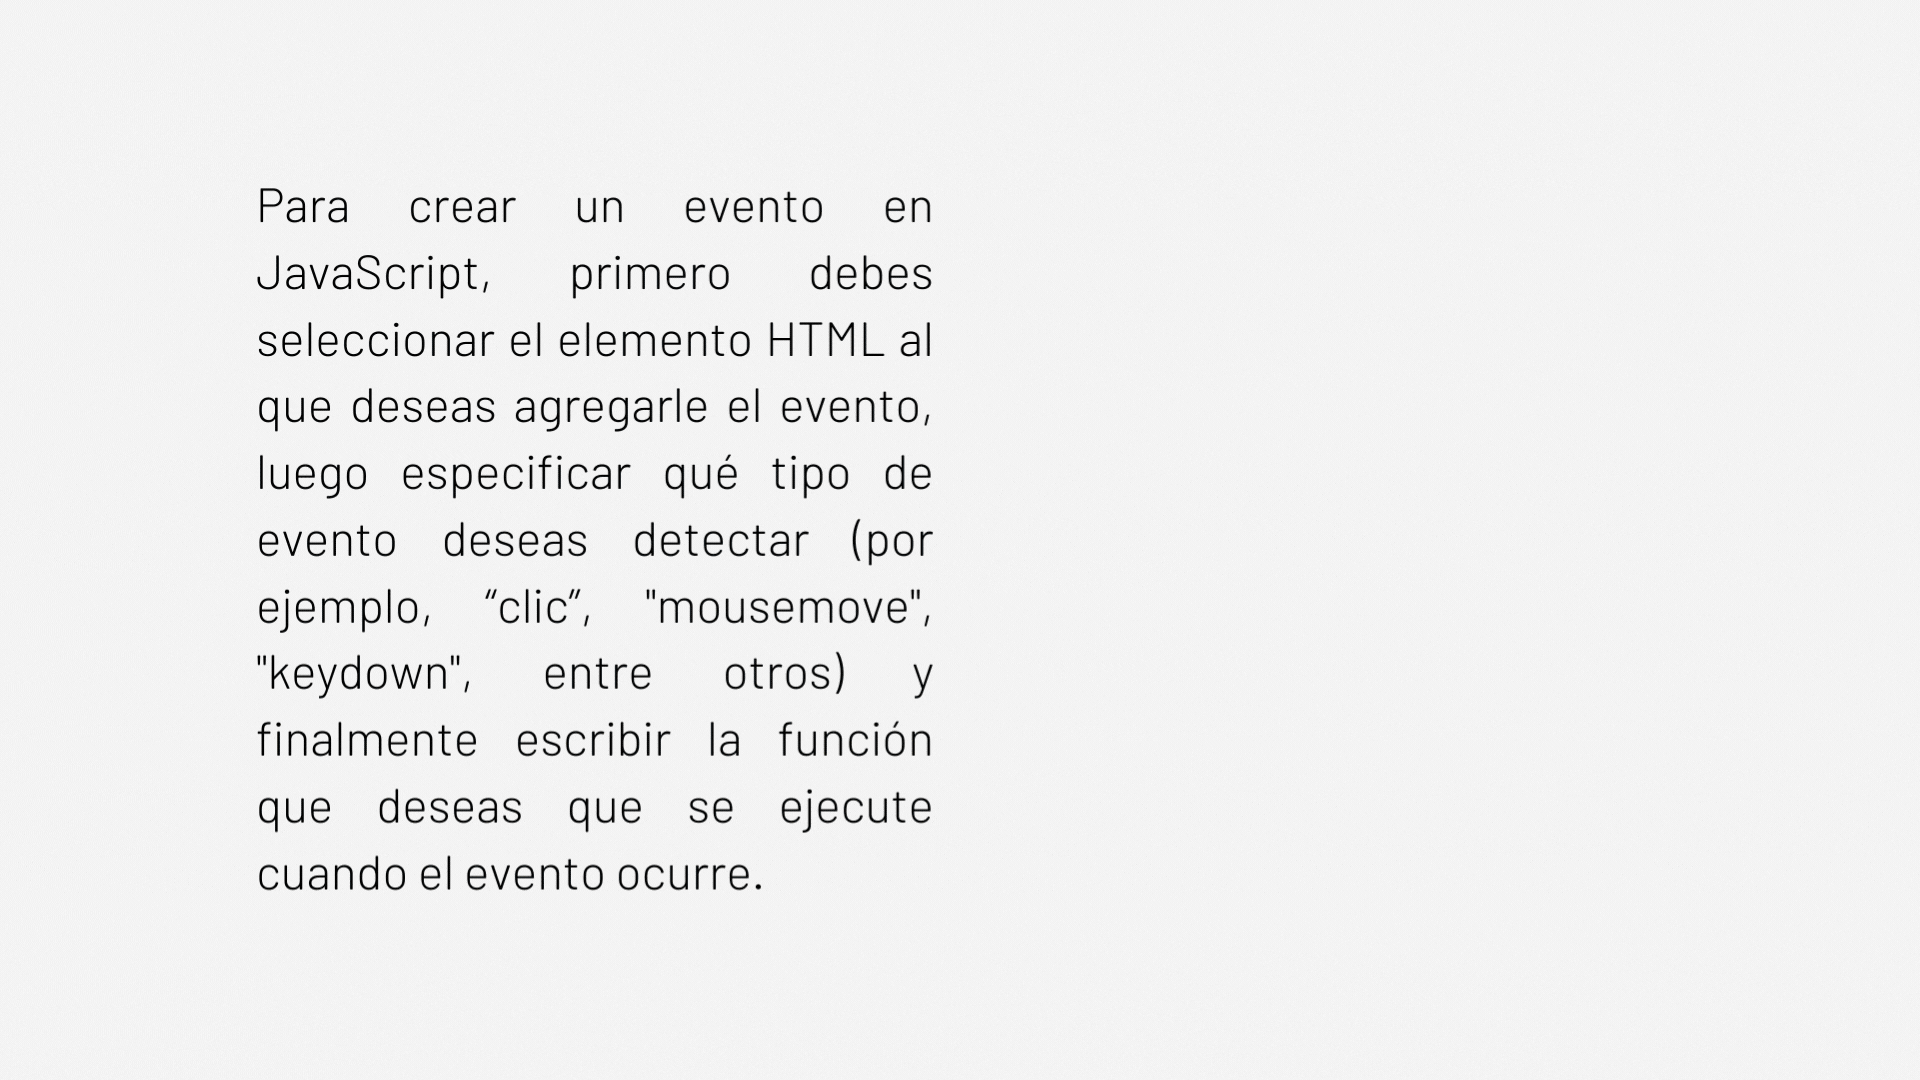 Para crear un evento en
JavaScript, primero debes
seleccionar el elemento HTML al
que deseas agregarle el evento,
luego especificar qué tipo de
evento deseas detectar (por
ejemplo, “clic”, "mousemove",
"keydown", entre otros) y
finalmente escribir la función
que deseas que se ejecute
cuando el evento ocurre.